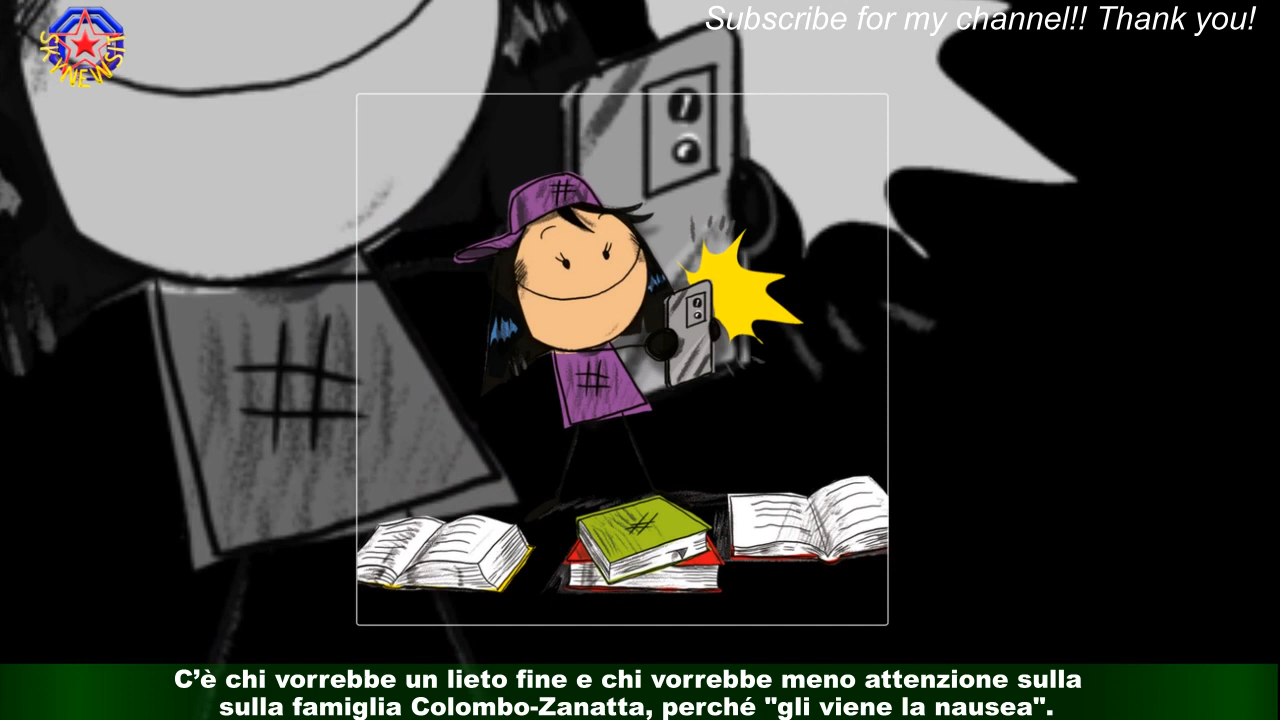 Subscribe for my channel!! Thank you!
SKYNEWSIT
C’è chi vorrebbe un lieto fine e chi vorrebbe meno attenzione sulla
sulla famiglia Colombo-Zanatta, perché "gli viene la nausea".